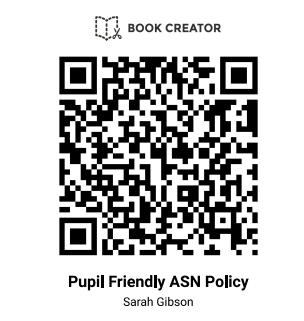 BOOK CREATOR
Pupil Friendly ASN Policy
Sarah Gibson